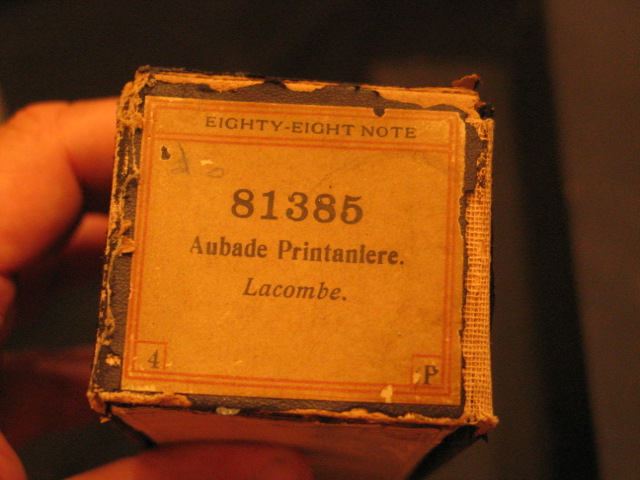 EIGHTY-EIGHT NOTE
81385
Aubade Printaniere.
Lacombe.
4 P